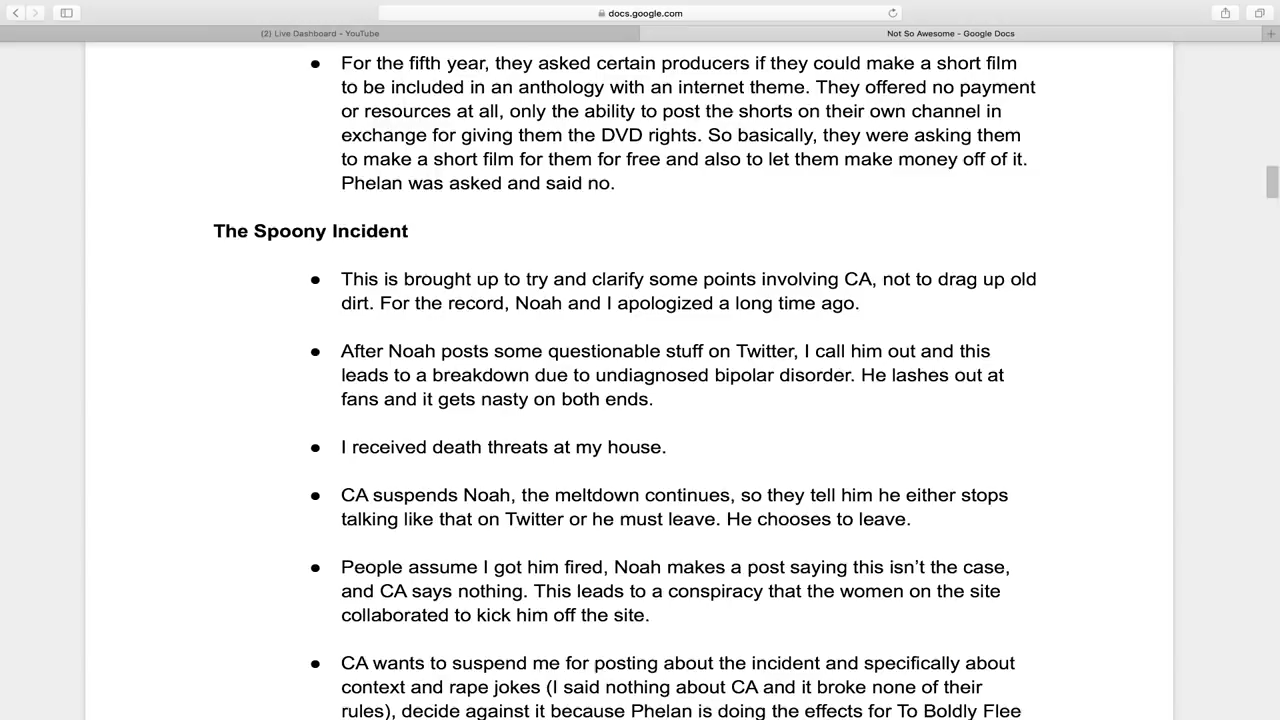 docs.google.com
(2) Live Dashboard - YouTube
Not So Awesome - Google Docs
● For the fifth year, they asked certain producers if they could make a short film
to be included in an anthology with an internet theme. They offered no payment
or resources at all, only the ability to post the shorts on their own channel in
exchange for giving them the DVD rights. So basically, they were asking them
to make a short film for them for free and also to let them make money off of it.
Phelan was asked and said no.
The Spoony Incident
● This is brought up to try and clarify some points involving CA, not to drag up old
dirt. For the record, Noah and I apologized a long time ago.
● After Noah posts some questionable stuff on Twitter, I call him out and this
leads to a breakdown due to undiagnosed bipolar disorder. He lashes out at
fans and it gets nasty on both ends.
● I received death threats at my house.
● CA suspends Noah, the meltdown continues, so they tell him he either stops
talking like that on Twitter or he must leave. He chooses to leave.
● People assume I got him fired, Noah makes a post saying this isn’t the case,
and CA says nothing. This leads to a conspiracy that the women on the site
collaborated to kick him off the site.
● CA wants to suspend me for posting about the incident and specifically about
context and rape jokes (I said nothing about CA and it broke none of their
rules), decide against it because Phelan is doing the effects for To Boldly Flee